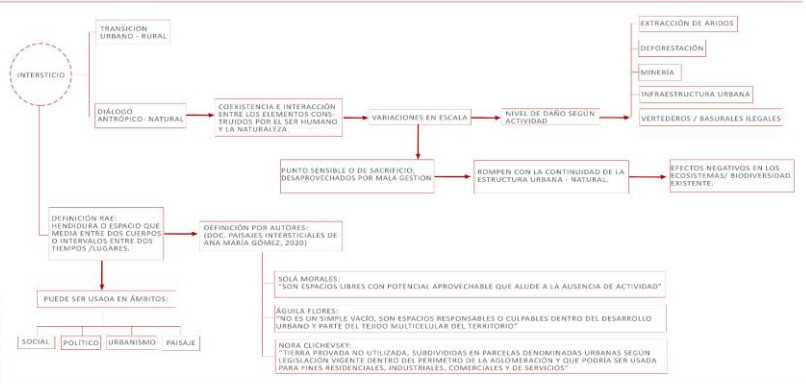 INTERSTICIO
TRANSICIÓN
URBANO - RURAL
DIÁLOGO
ANTRÓPICO- NATURAL
COEXISTENCIA E INTERACCIÓN
ENTRE LOS ELEMENTOS CONS-
TRUIDOS POR EL SER HUMANO
Y LA NATURALEZA.
VARIACIONES EN ESCALA
NIVEL DE DAÑO SEGÚN
ACTIVIDAD
EXTRACCIÓN DE ÁRIDOS
DEFORESTACIÓN
MINERÍA
INFRAESTRUCTURA URBANA
VERTEDEROS / BASURALES ILEGALES
PUNTO SENSIBLE O DE SACRIFICIO;
DESAPROVECHADOS POR MALA GESTIÓN
ROMPEN CON LA CONTINUIDAD DE LA
ESTRUCTURA URBANA - NATURAL.
EFECTOS NEGATIVOS EN LOS
ECOSISTEMAS/ BIODIVERSIDAD
EXISTENTE.
DEFINICIÓN RAE:
HENDIDURA O ESPACIO QUE
MEDIA ENTRE DOS CUERPOS
O INTERVALOS ENTRE DOS
TIEMPOS /LUGARES.
DEFINICIÓN POR AUTORES:
(DOC. PAISAJES INTERSTICIALES DE
ANA MARÍA GÓMEZ, 2020)
PUEDE SER USADA EN ÁMBITOS:
SOCIAL
POLÍTICO
URBANISMO
PAISAJE
SOLÁ MORALES:
"SON ESPACIOS LIBRES CON POTENCIAL APROVECHABLE QUE ALUDE A LA AUSENCIA DE ACTIVIDAD"
ÁGUILA FLORES:
"NO ES UN SIMPLE VACÍO, SON ESPACIOS RESPONSABLES O CULPABLES DENTRO DEL DESARROLLO
URBANO Y PARTE DEL TEJIDO MULTICELULAR DEL TERRITORIO"
NORA CLICHEVSKY:
"TIERRA PROVADA NO UTILIZADA, SUBDIVIDIDAS EN PARCELAS DENOMINADAS URBANAS SEGÚN
LEGISLACIÓN VIGENTE DENTRO DEL PERÍMETRO DE LA AGLOMERACIÓN Y QUE PODRÍA SER USADA
PARA FINES RESIDENCIALES, INDUSTRIALES, COMERCIALES Y DE SERVICIOS"